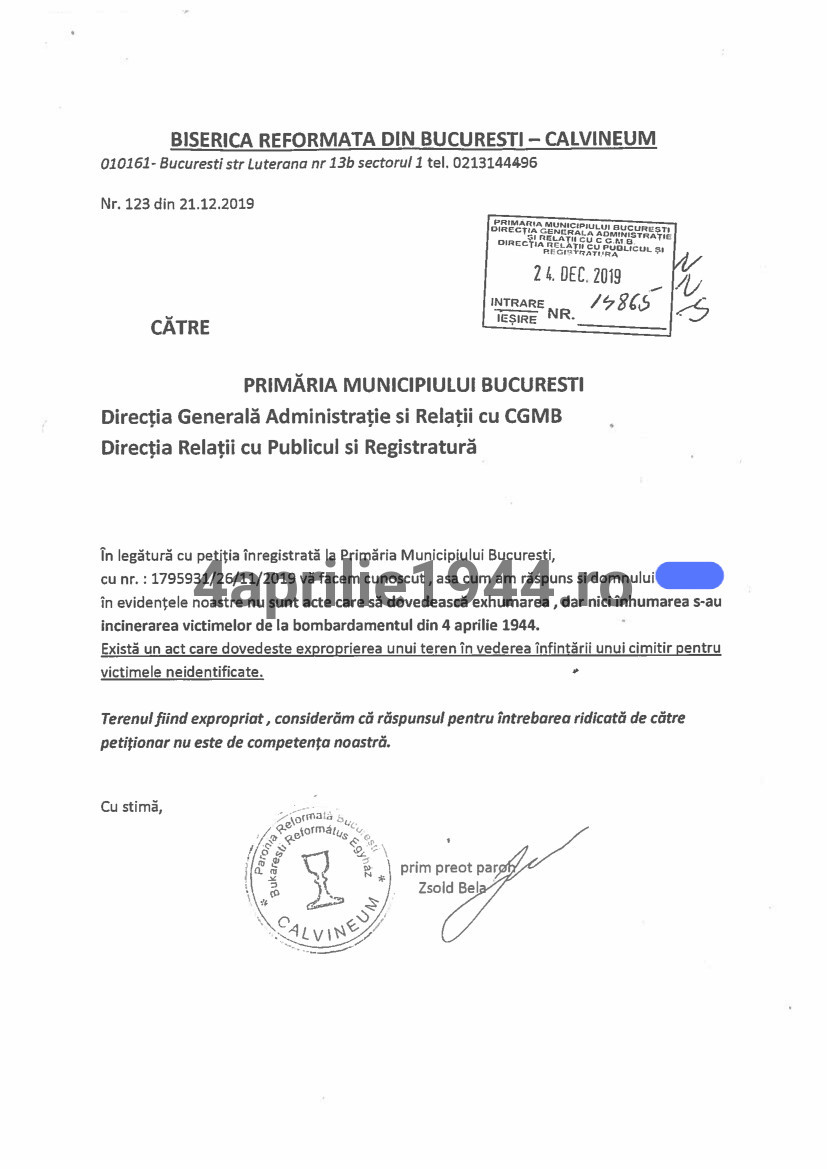 BISERICA REFORMATA DIN BUCURESTI – CALVINEUM
010161- Bucuresti str Luterana nr 13b sectorul 1 tel. 0213144496
Nr. 123 din 21.12.2019
PRIMARIA MUNICIPIULUI BUCURESTI
DIRECȚIA GENERALA ADMINISTRAȚIE
ȘI RELAȚII CU C G.M B.
DIRECȚIA RELAȚII CU PUBLICUL ȘI
REGISTRATURA
24. DEC. 2019
INTRARE
IEȘIRE NR.
CĂTRE
PRIMĂRIA MUNICIPIULUI BUCURESTI
Direcția Generală Administrație si Relații cu CGMB
Direcția Relații cu Publicul si Registratură
În legătură cu petiția înregistrată la Primăria Municipiului Bucuresti,
cu nr. : 1795931/26/11/2019 vă facem cunoscut , asa cum am răspuns si domnului
în evidențele noastre nu sunt acte care să dovedească exhumarea , dar nici înhumarea s-au
incinerarea victimelor de la bombardamentul din 4 aprilie 1944.
4aprilie1944.ro
Există un act care dovedeste exproprierea unui teren în vederea înfintării unui cimitir pentru
victimele neidentificate.
Terenul fiind expropriat , considerăm că răspunsul pentru întrebarea ridicată de către
petiționar nu este de competența noastră.
Cu stimă,
Parohia Reformată Bucuresti
Bukaresti Református Egyház
* CALVINEUM *
prim preot paroh
Zsold Bela